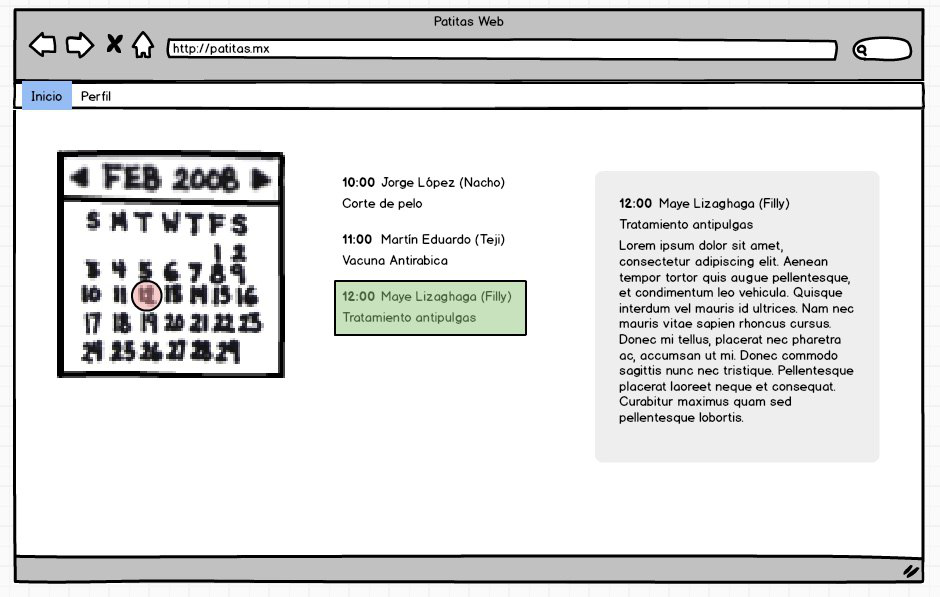 Patitas Web
http://patitas.mx
Inicio Perfil
FEB 2008
S M T W T F S
1 2
3 4 5 6 7 8 9
10 11 12 13 14 15 16
17 18 19 20 21 22 23
24 25 26 27 28 29
10:00 Jorge López (Nacho)
Corte de pelo
11:00 Martín Eduardo (Teji)
Vacuna Antirabica
12:00 Maye Lizaghaga (Filly)
Tratamiento antipulgas
12:00 Maye Lizaghaga (Filly)
Tratamiento antipulgas
Lorem ipsum dolor sit amet,
consectetur adipiscing elit. Aenean
tempor tortor quis augue pellentesque,
et condimentum leo vehicula. Quisque
interdum vel mauris id ultrices. Nam nec
mauris vitae sapien rhoncus cursus.
Donec mi tellus, placerat nec pharetra
ac, accumsan ut mi. Donec commodo
sagittis nunc nec tristique. Pellentesque
placerat laoreet neque et consequat.
Curabitur maximus quam sed
pellentesque lobortis.